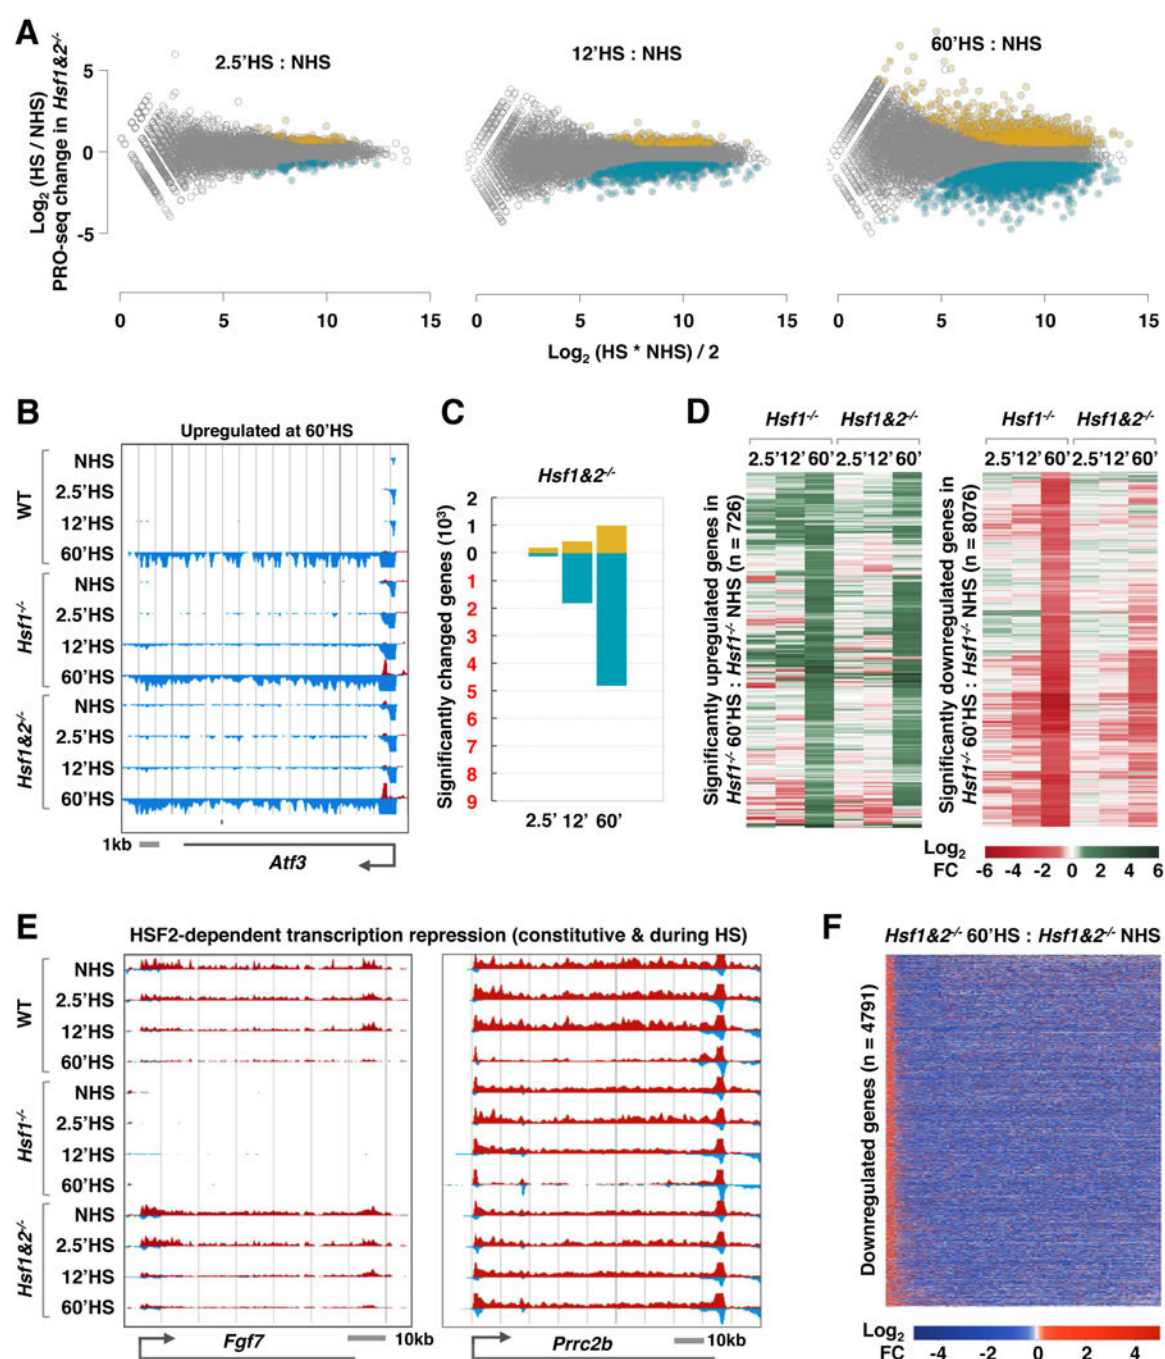 A
2.5'HS : NHS
12'HS : NHS
60'HS : NHS
Log2 (HS / NHS)
PRO-seq change in Hsf1&2-/-
5
0
-5
0 5 10 15
0 5 10 15
0 5 10 15
Log2 (HS * NHS) / 2
B
Upregulated at 60'HS
WT
NHS
2.5'HS
12'HS
60'HS
Hsf1-/-
NHS
2.5'HS
12'HS
60'HS
Hsf1&2-/-
NHS
2.5'HS
12'HS
60'HS
1kb
Atf3
C
Hsf1&2-/-
Significantly changed genes (10³)
2
1
0
1
2
3
4
5
6
7
8
9
2.5' 12' 60'
D
Hsf1-/- Hsf1&2-/-
2.5' 12' 60' 2.5' 12' 60'
Significantly upregulated genes in
Hsf1-/- 60'HS : Hsf1-/- NHS (n = 726)
Hsf1-/- Hsf1&2-/-
2.5' 12' 60' 2.5' 12' 60'
Significantly downregulated genes in
Hsf1-/- 60'HS : Hsf1-/- NHS (n = 8076)
Log2
FC
-6 -4 -2 0 2 4 6
E
HSF2-dependent transcription repression (constitutive & during HS)
WT
NHS
2.5'HS
12'HS
60'HS
Hsf1-/-
NHS
2.5'HS
12'HS
60'HS
Hsf1&2-/-
NHS
2.5'HS
12'HS
60'HS
Fgf7
10kb
Prrc2b
10kb
F
Hsf1&2-/- 60'HS : Hsf1&2-/- NHS
Downregulated genes (n = 4791)
Log2
FC
-4 -2 0 2 4